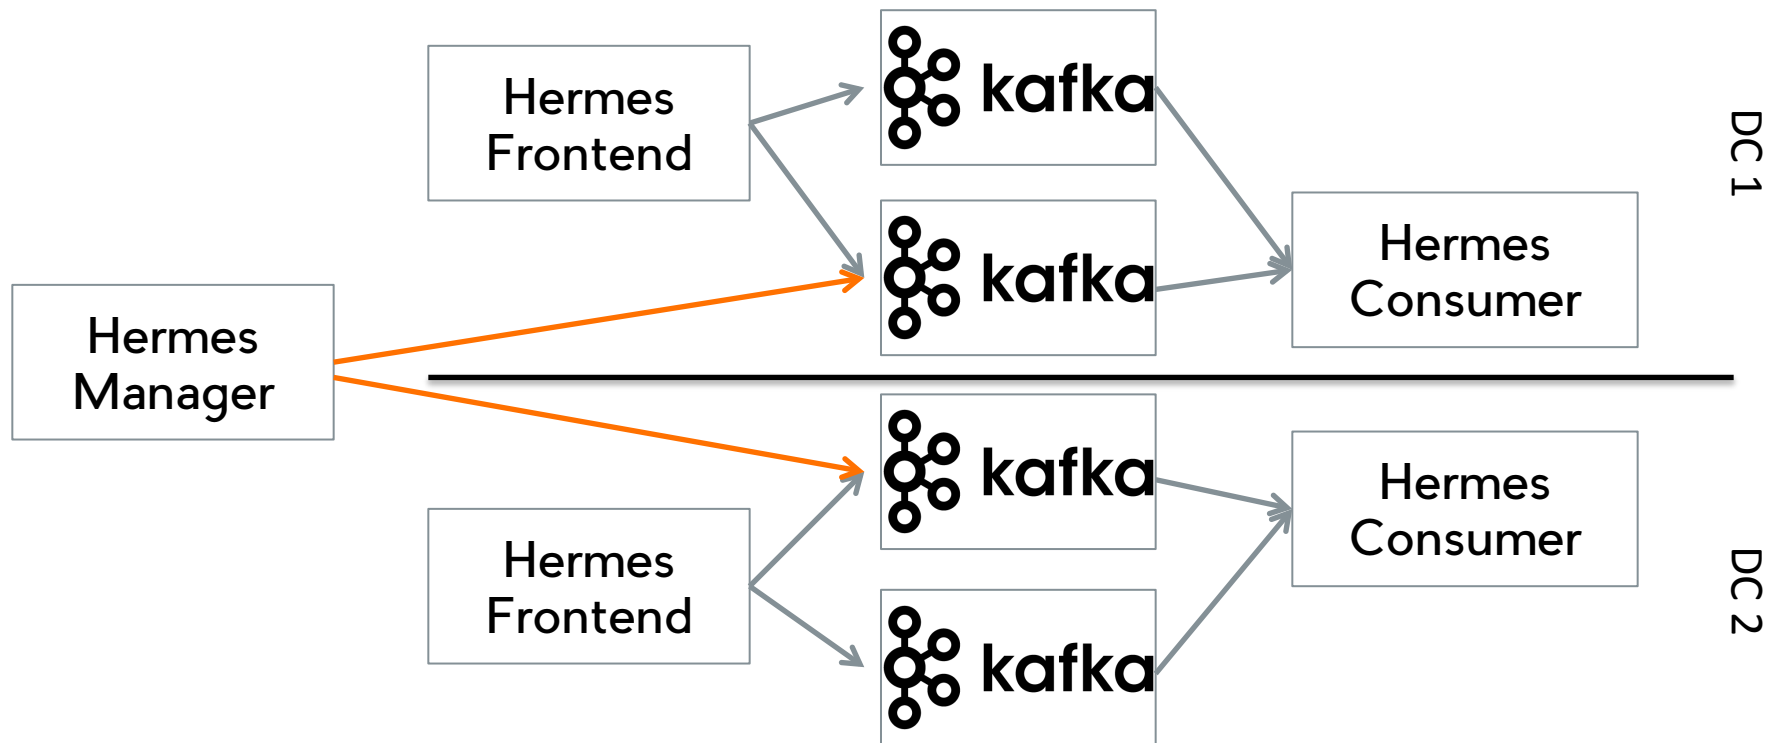 Hermes
Frontend
kafka
DC 1
kafka
Hermes
Consumer
Hermes
Manager
kafka
Hermes
Consumer
Hermes
Frontend
DC 2
kafka